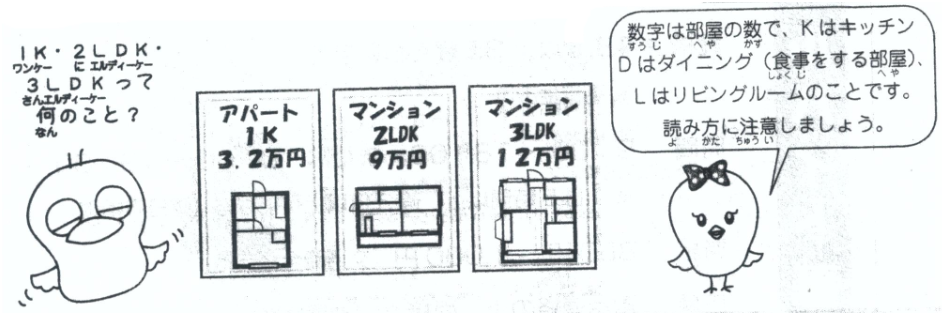 1K・2LDK・
ワンケー にエルディーケー
3LDKって
さんエルディーケー
何のこと？
なん
アパート
1K
3.2万円
マンション
2LDK
9万円
マンション
3LDK
12万円
数字は部屋の数で、Kはキッチン
すうじ へや かず
Dはダイニング（食事をする部屋）、
しょくじ へや
Lはリビングルームのことです。
読み方に注意しましょう。
よ かた ちゅうい